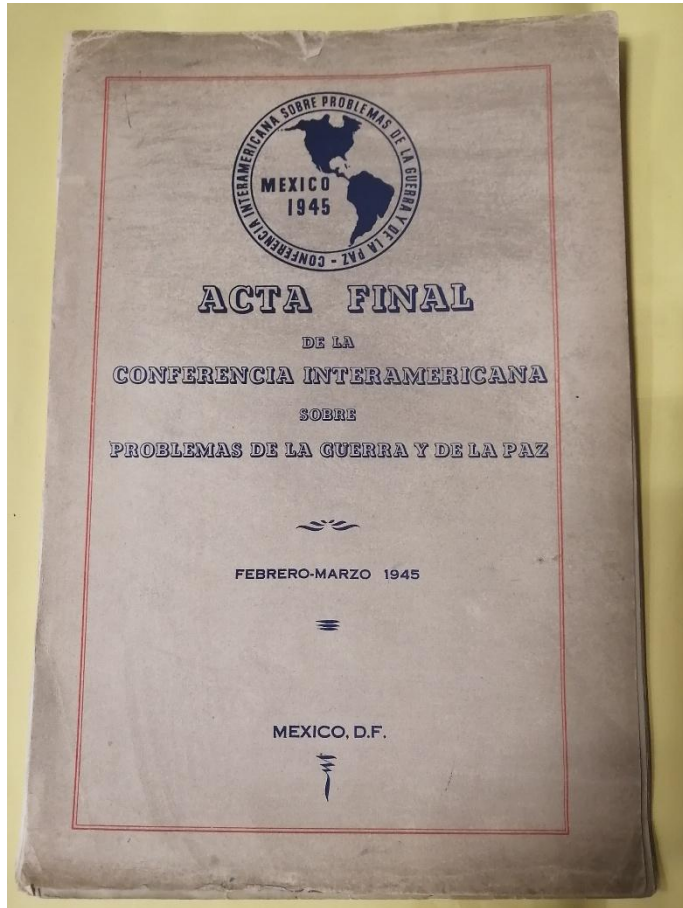 CONFERENCIA INTERAMERICANA SOBRE PROBLEMAS DE LA GUERRA Y DE LA PAZ -
MEXICO
1945
ACTA FINAL
DE LA
CONFERENCIA INTERAMERICANA
SOBRE
PROBLEMAS DE LA GUERRA Y DE LA PAZ
FEBRERO-MARZO 1945
MEXICO, D.F.